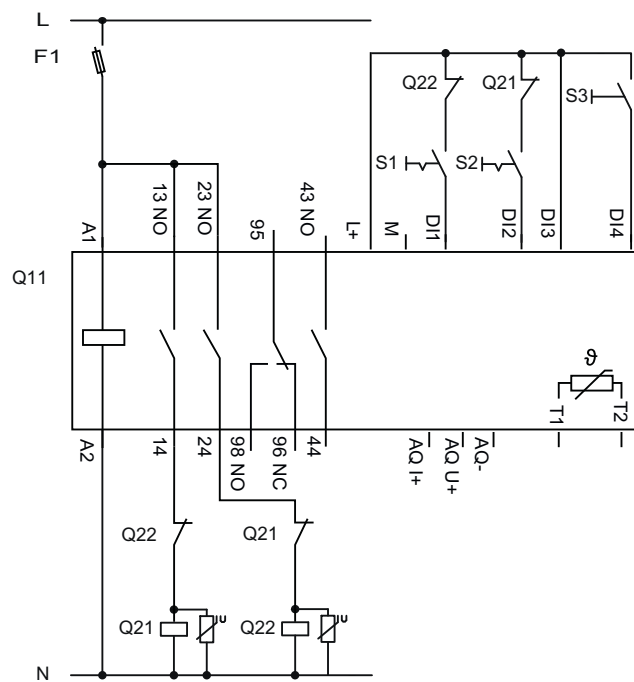 L
F1
Q22
Q21
S3
S1
S2
A1
13 NO
23 NO
95
43 NO
L+
M
DI1
DI2
DI3
DI4
Q11
ϑ
T1
T2
A2
14
24
98 NO
96 NC
44
AQ I+
AQ U+
AQ-
Q22
Q21
Q21
U
Q22
U
N